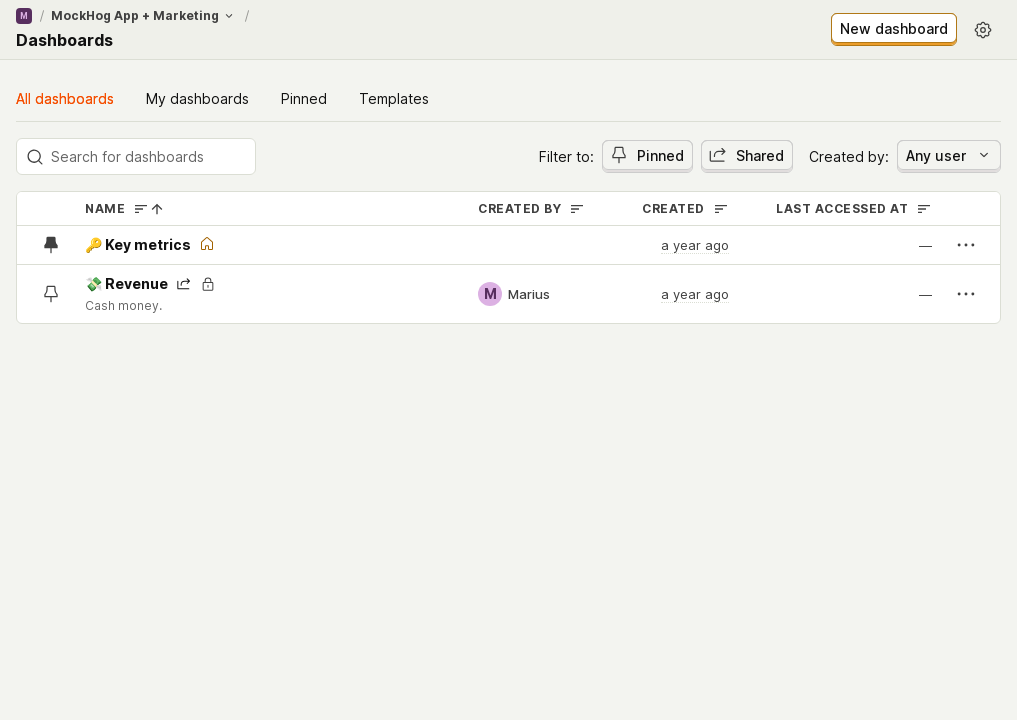 M / MockHog App + Marketing /
Dashboards
New dashboard
All dashboards My dashboards Pinned Templates
Search for dashboards
Filter to: Pinned Shared Created by: Any user
NAME CREATED BY CREATED LAST ACCESSED AT
🔑 Key metrics a year ago —
💸 Revenue
Cash money.
M Marius a year ago —